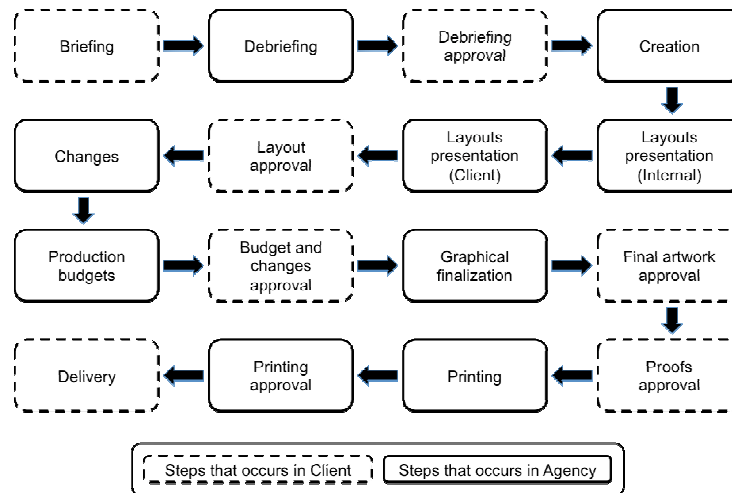 Briefing
Debriefing
Debriefing
approval
Creation
Changes
Layout
approval
Layouts
presentation
(Client)
Layouts
presentation
(Internal)
Production
budgets
Budget and
changes
approval
Graphical
finalization
Final artwork
approval
Delivery
Printing
approval
Printing
Proofs
approval
Steps that occurs in Client
Steps that occurs in Agency